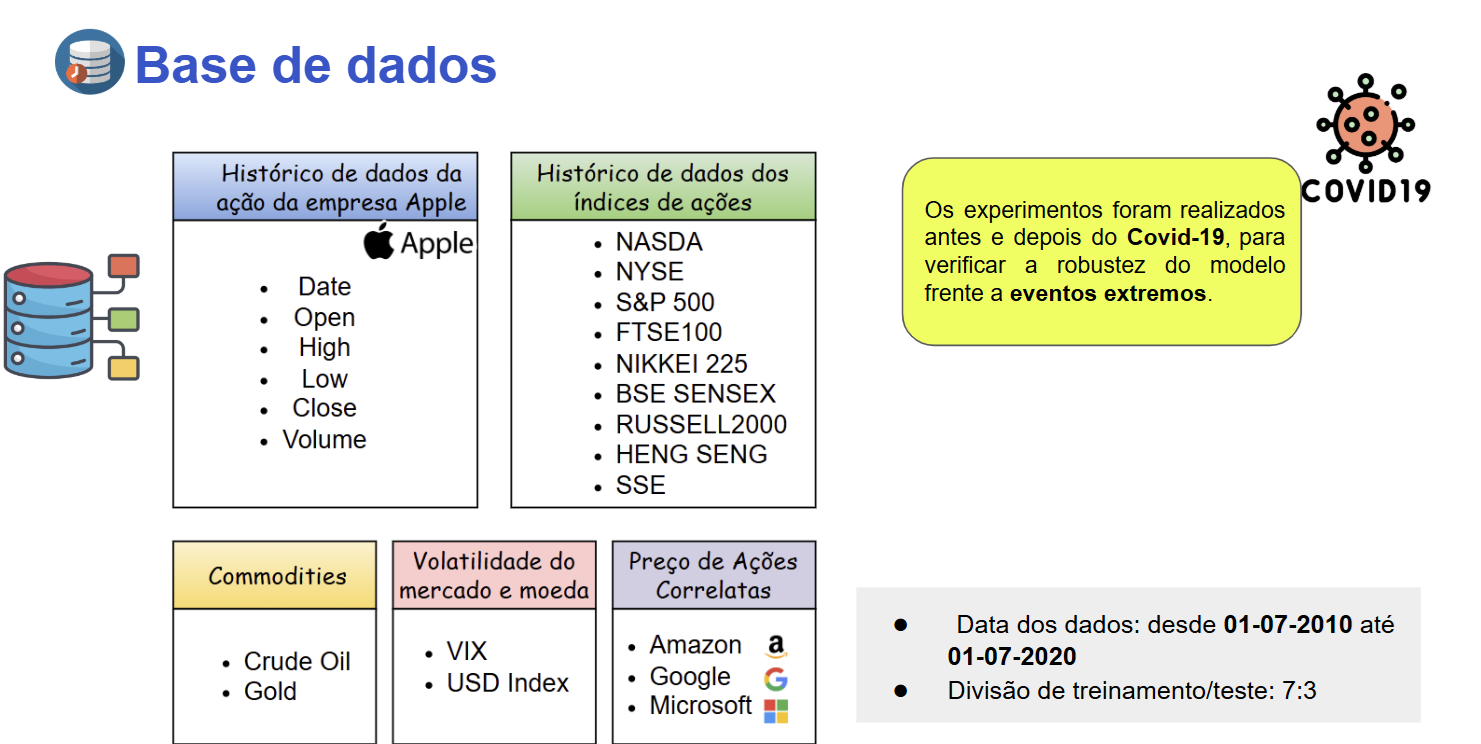 Base de dados
Histórico de dados da
ação da empresa Apple
Apple
• Date
• Open
• High
• Low
• Close
• Volume
Histórico de dados dos
índices de ações
• NASDA
• NYSE
• S&P 500
• FTSE100
• NIKKEI 225
• BSE SENSEX
• RUSSELL2000
• HENG SENG
• SSE
COVID19
Os experimentos foram realizados
antes e depois do Covid-19, para
verificar a robustez do modelo
frente a eventos extremos.
Commodities
• Crude Oil
• Gold
Volatilidade do
mercado e moeda
• VIX
• USD Index
Preço de Ações
Correlatas
• Amazon a
• Google G
• Microsoft
● Data dos dados: desde 01-07-2010 até
01-07-2020
● Divisão de treinamento/teste: 7:3